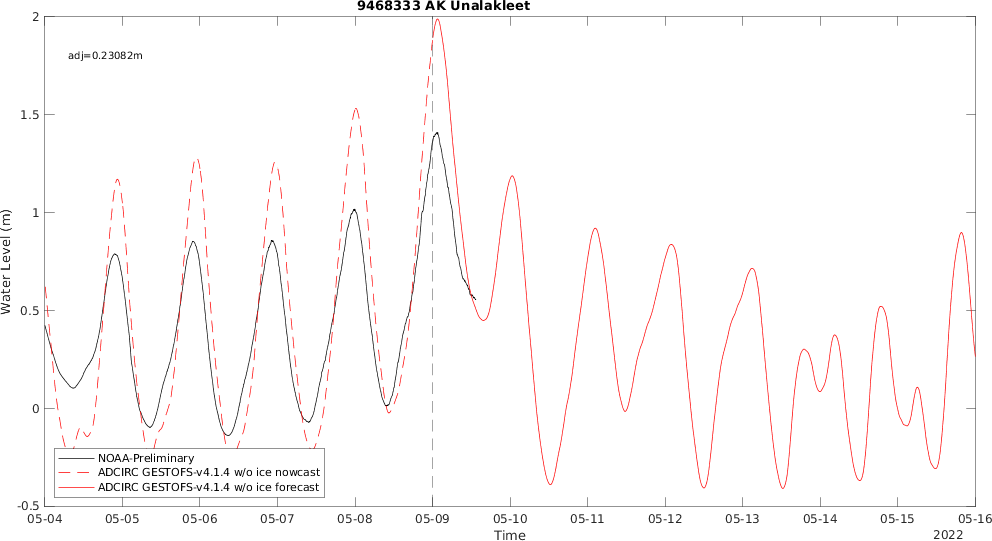 9468333 AK Unalakleet
adj=0.23082m
Water Level (m)
2
1.5
1
0.5
0
-0.5
NOAA-Preliminary
ADCIRC GESTOFS-v4.1.4 w/o ice nowcast
ADCIRC GESTOFS-v4.1.4 w/o ice forecast
05-04 05-05 05-06 05-07 05-08 05-09 05-10 05-11 05-12 05-13 05-14 05-15 05-16
Time
2022